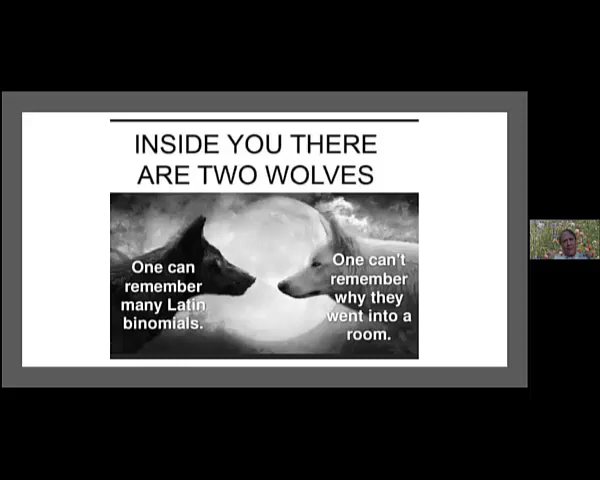 INSIDE YOU THERE
ARE TWO WOLVES
One can
remember
many Latin
binomials.
One can't
remember
why they
went into a
room.